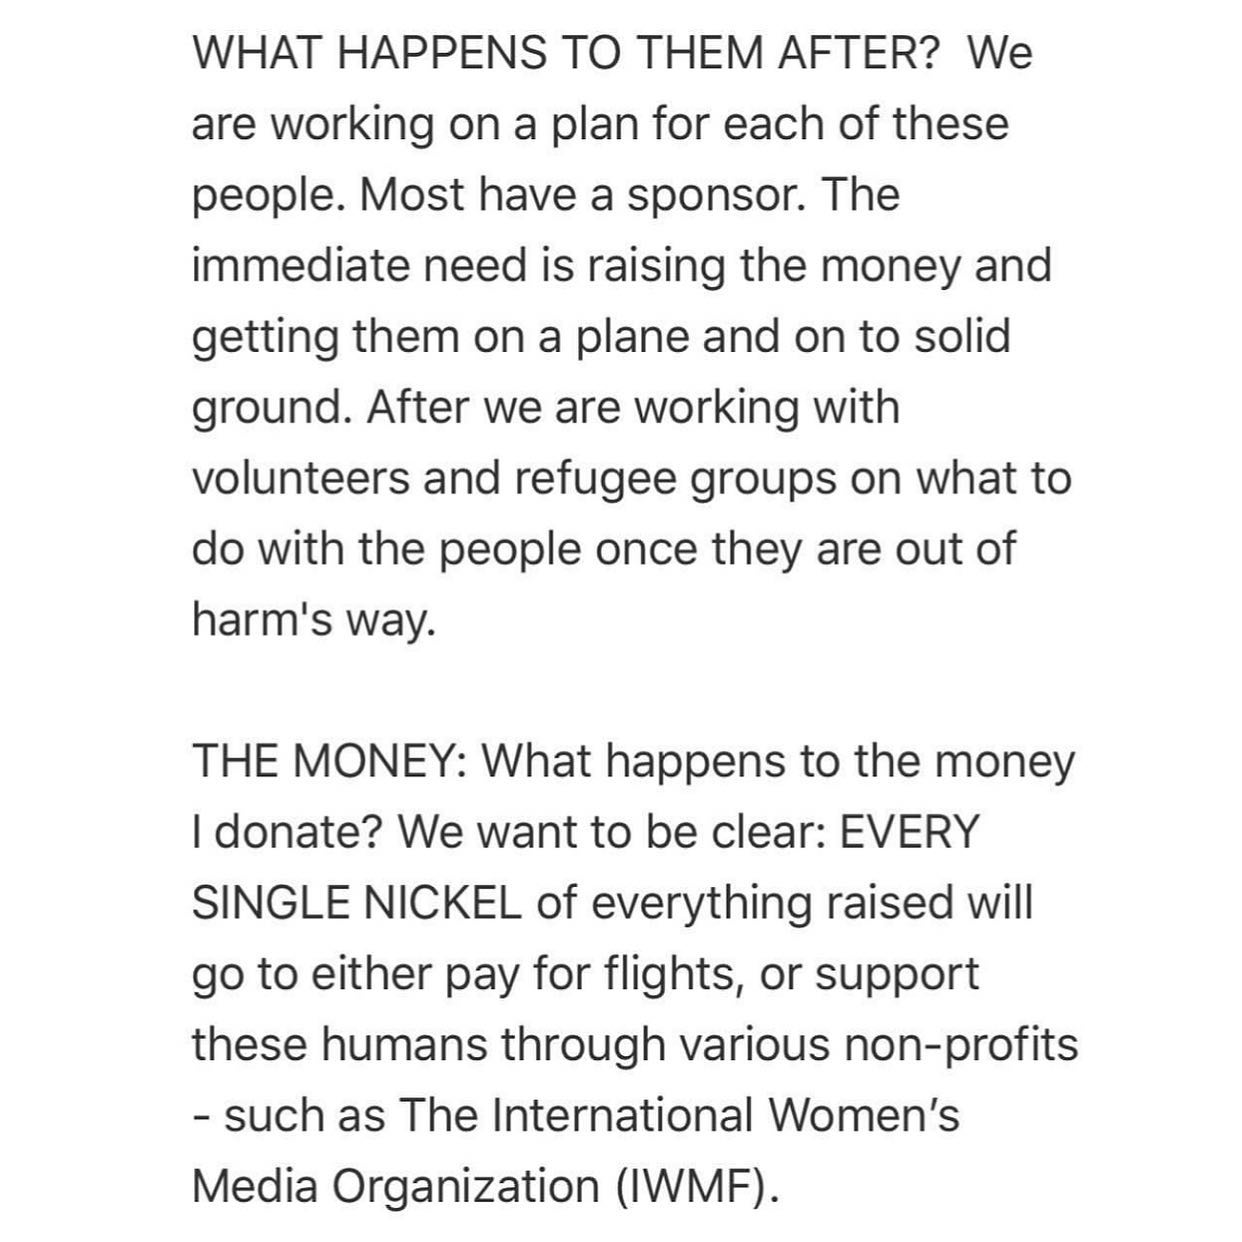 WHAT HAPPENS TO THEM AFTER?  We
are working on a plan for each of these
people. Most have a sponsor. The
immediate need is raising the money and
getting them on a plane and on to solid
ground. After we are working with
volunteers and refugee groups on what to
do with the people once they are out of
harm's way.
THE MONEY: What happens to the money
I donate? We want to be clear: EVERY
SINGLE NICKEL of everything raised will
go to either pay for flights, or support
these humans through various non-profits
- such as The International Women’s
Media Organization (IWMF).